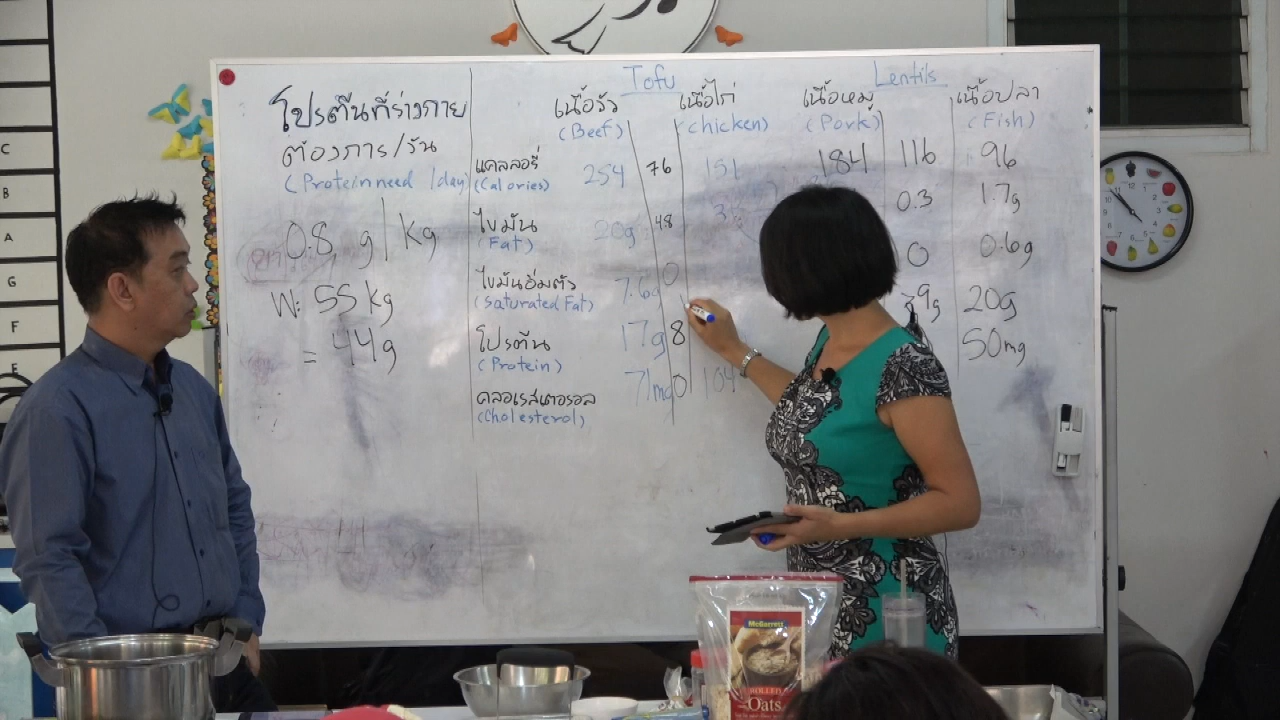 Tofu
Lentils
โปรตีนที่ร่างกาย
ต้องการ/วัน
(Protein need /day)
0.8 g/kg
W: 55 kg
= 44g
เนื้อวัว เนื้อไก่ เนื้อหมู เนื้อปลา
(Beef) (chicken) (Pork) (Fish)
แคลลอรี่
(Calories) 254 76 151 184 116 96
ไขมัน
(Fat) 20g 4.8 0.3 1.7g
ไขมันอิ่มตัว
(Saturated Fat) 7.6g 0 0 0.6g
โปรตีน
(Protein) 17g 8 9g 20g
คลอเรสเตอรอล
(Cholesterol) 71mg 0 104 50mg
C
B
A
G
F
E
McGarrett
ROLLED
Oats